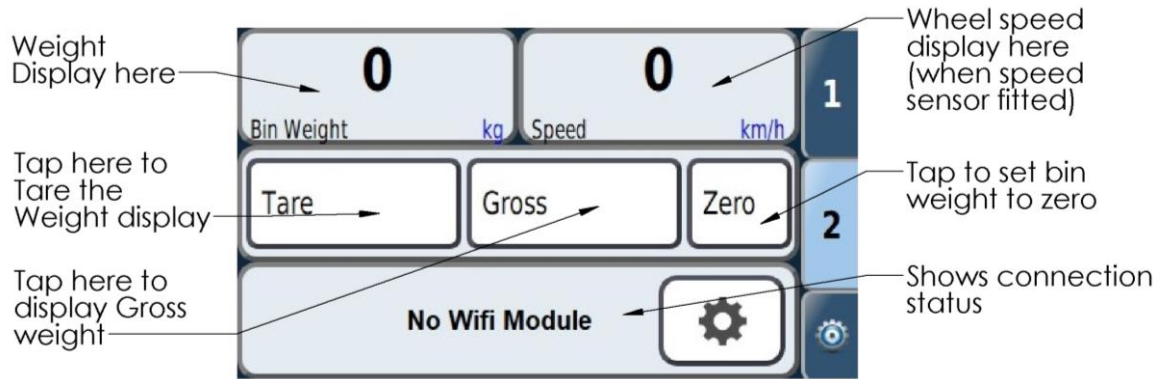 Weight
Display here
Tap here to
Tare the
Weight display
Tap here to
display Gross
weight
0
Bin Weight
kg
0
Speed
km/h
Tare
Gross
Zero
No Wifi Module
1
2
Wheel speed
display here
(when speed
sensor fitted)
Tap to set bin
weight to zero
Shows connection
status